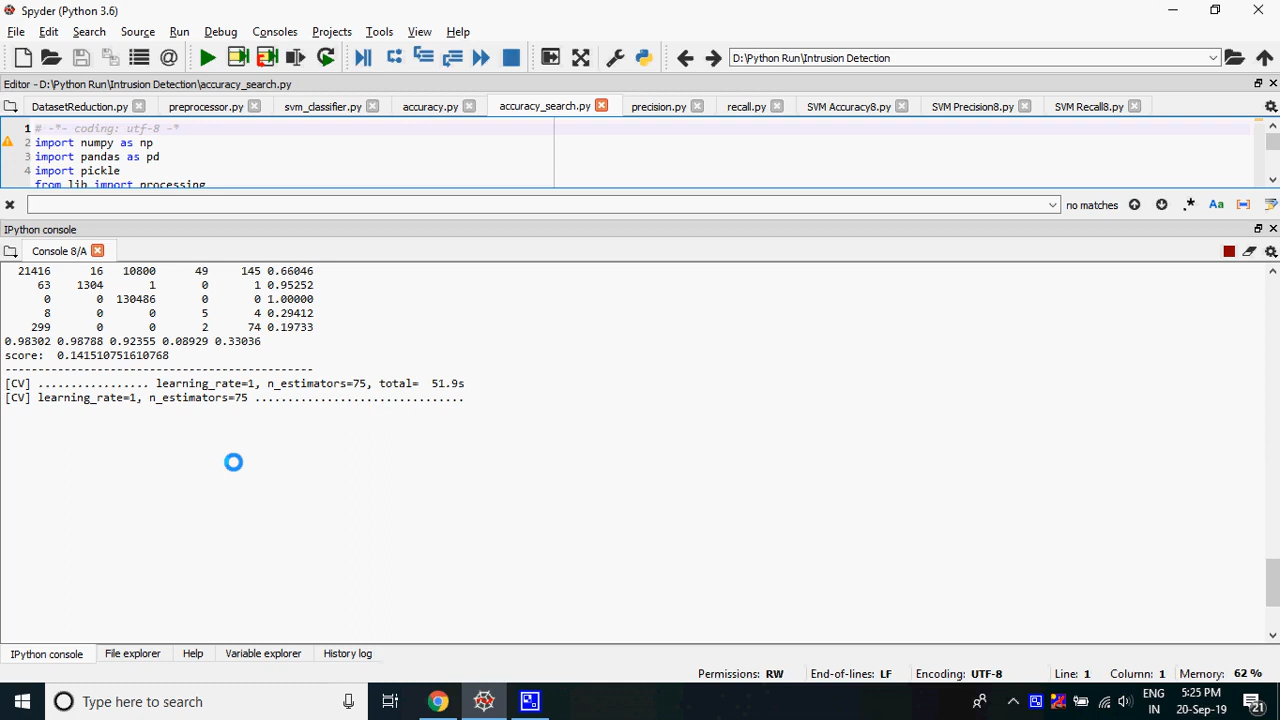 Spyder (Python 3.6)
File Edit Search Source Run Debug Consoles Projects Tools View Help
D:\Python Run\Intrusion Detection
Editor - D:\Python Run\Intrusion Detection\accuracy_search.py
DatasetReduction.py preprocessor.py svm_classifier.py accuracy.py accuracy_search.py precision.py recall.py SVM Accuracy8.py SVM Precision8.py SVM Recall8.py
1 # -*- coding: utf-8 -*
2 import numpy as np
3 import pandas as pd
4 import pickle
from lib import processing
no matches .* Aa
IPython console
Console 8/A
21416 16 10800 49 145 0.66046
63 1304 1 0 1 0.95252
0 0 130486 0 0 1.00000
8 0 0 5 4 0.29412
299 0 0 2 74 0.19733
0.98302 0.98788 0.92355 0.08929 0.33036
score: 0.141510751610768
-----------------------------------------------
[CV] ................. learning_rate=1, n_estimators=75, total= 51.9s
[CV] learning_rate=1, n_estimators=75 ................................
IPython console File explorer Help Variable explorer History log
Permissions: RW End-of-lines: LF Encoding: UTF-8 Line: 1 Column: 1 Memory: 62 %
Type here to search
ENG
IN
5:25 PM
20-Sep-19
21